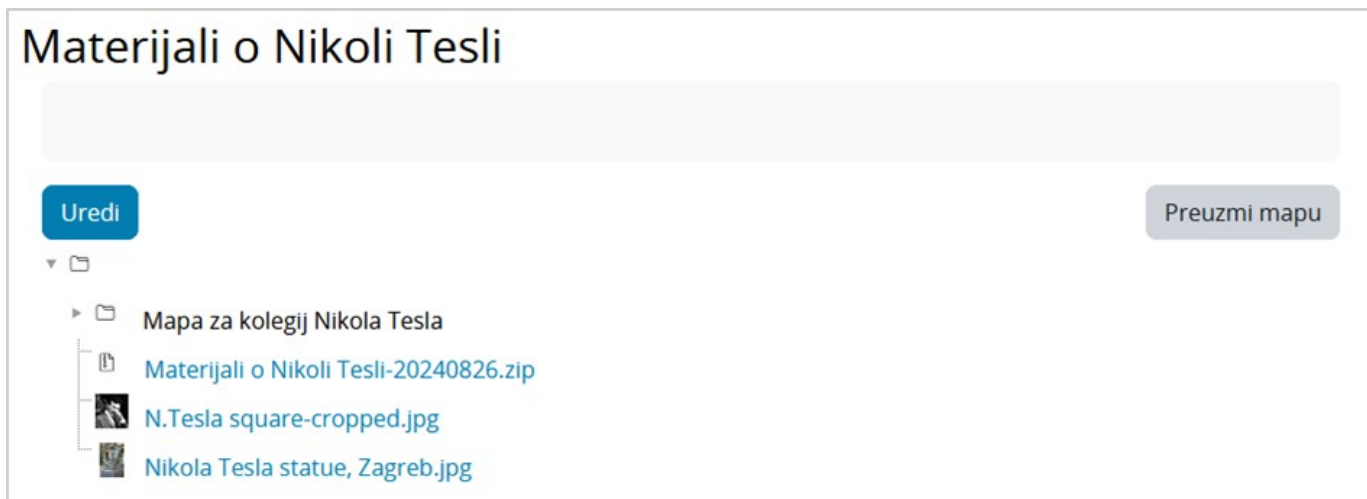 Materijali o Nikoli Tesli
Uredi
Preuzmi mapu
Mapa za kolegij Nikola Tesla
Materijali o Nikoli Tesli-20240826.zip
N.Tesla square-cropped.jpg
Nikola Tesla statue, Zagreb.jpg